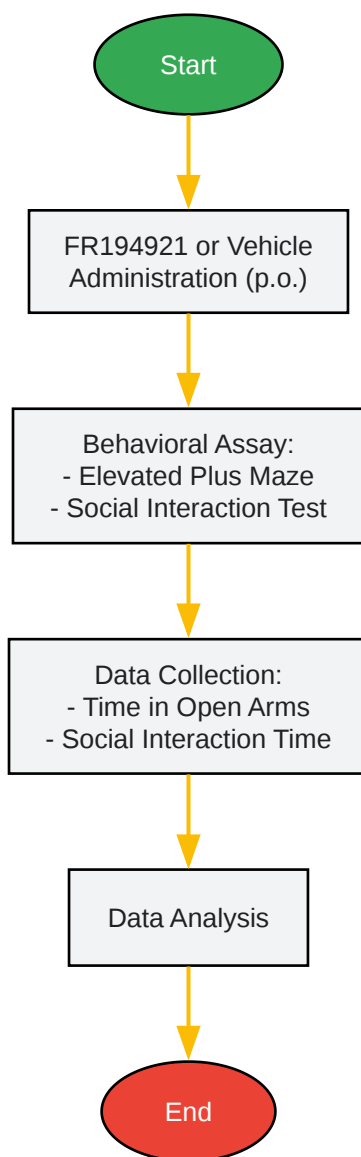 Start
FR194921 or Vehicle
Administration (p.o.)
Behavioral Assay:
- Elevated Plus Maze
- Social Interaction Test
Data Collection:
- Time in Open Arms
- Social Interaction Time
Data Analysis
End